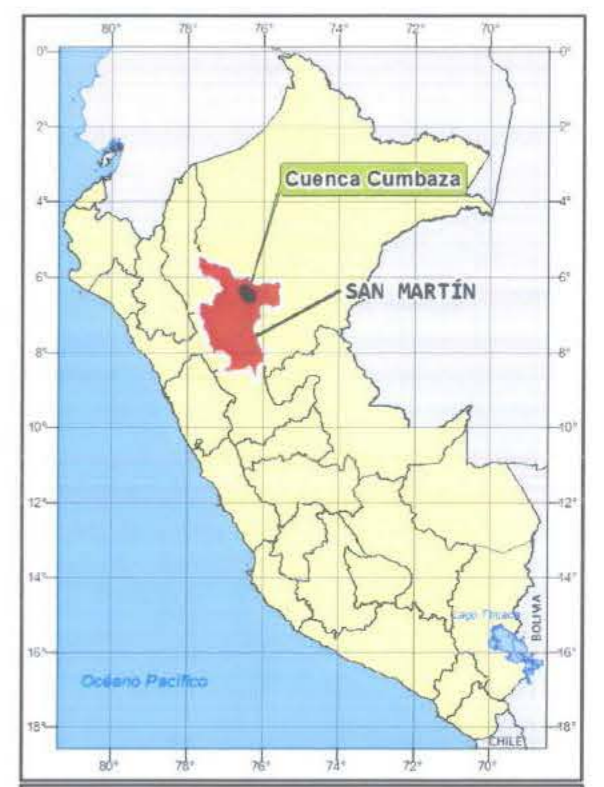 80° 78° 76° 74° 72° 70°
0° 0°
2° 2°
Cuenca Cumbaza
4° 4°
6° 6°
SAN MARTÍN
8° 8°
10° 10°
12° 12°
14° 14°
BOLIVIA
Lago Titicaca
16° 16°
Océano Pacífico
18° 18°
CHILE
80° 78° 76° 74° 72° 70°